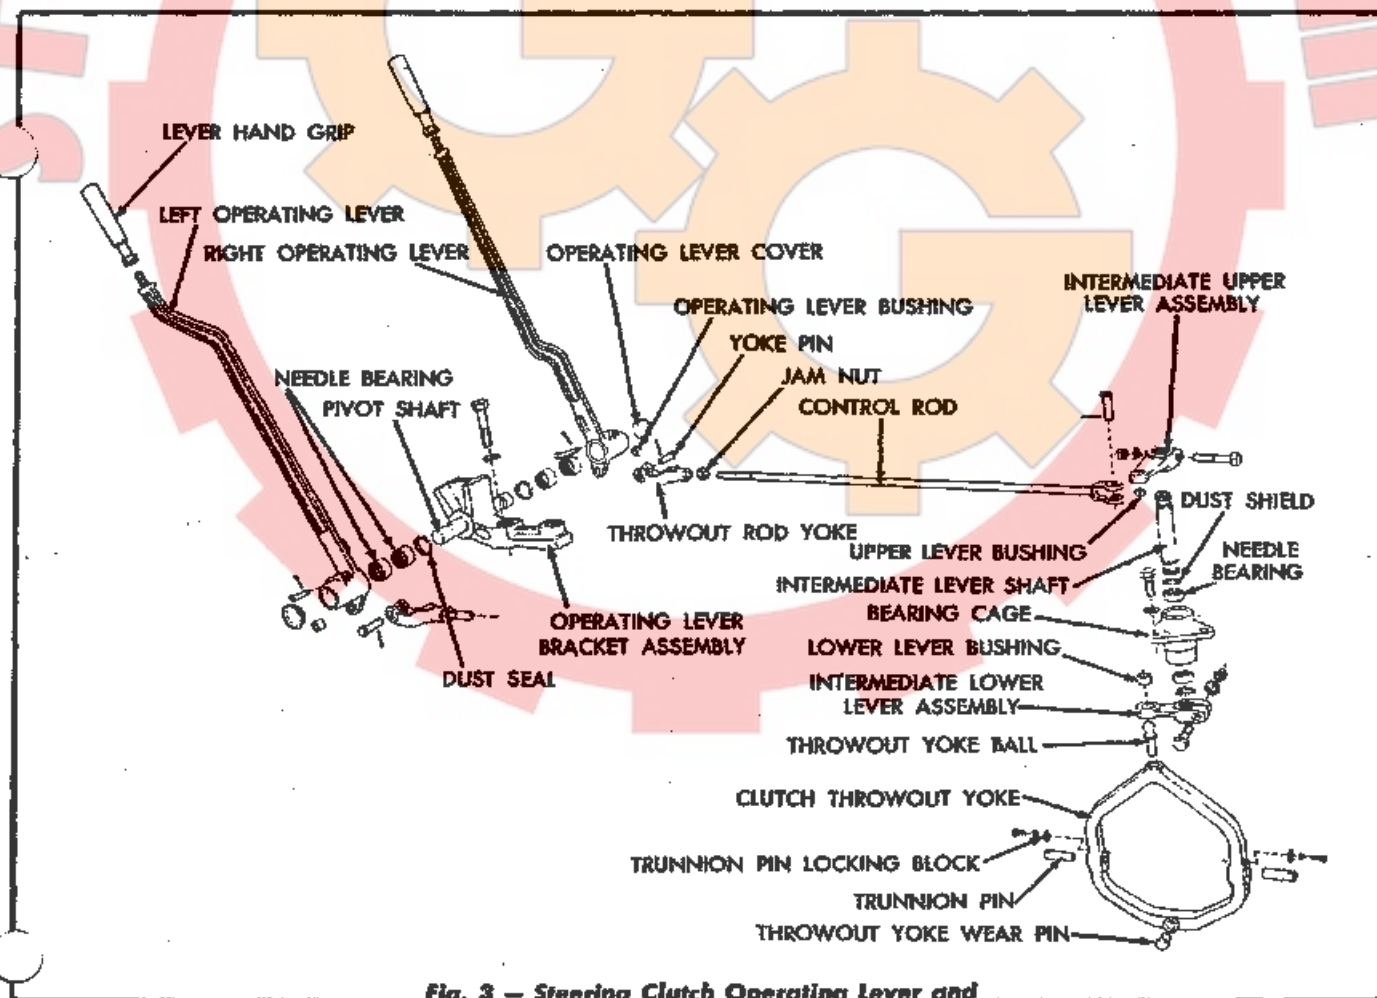 LEVER HAND GRIP
LEFT OPERATING LEVER
RIGHT OPERATING LEVER
OPERATING LEVER COVER
INTERMEDIATE UPPER
LEVER ASSEMBLY
OPERATING LEVER BUSHING
YOKE PIN
JAM NUT
CONTROL ROD
NEEDLE BEARING
PIVOT SHAFT
DUST SHIELD
THROWOUT ROD YOKE
UPPER LEVER BUSHING
NEEDLE
BEARING
INTERMEDIATE LEVER SHAFT
BEARING CAGE
OPERATING LEVER
BRACKET ASSEMBLY
LOWER LEVER BUSHING
DUST SEAL
INTERMEDIATE LOWER
LEVER ASSEMBLY
THROWOUT YOKE BALL
CLUTCH THROWOUT YOKE
TRUNNION PIN LOCKING BLOCK
TRUNNION PIN
THROWOUT YOKE WEAR PIN
Fig. 3 — Steering Clutch Operating Lever and